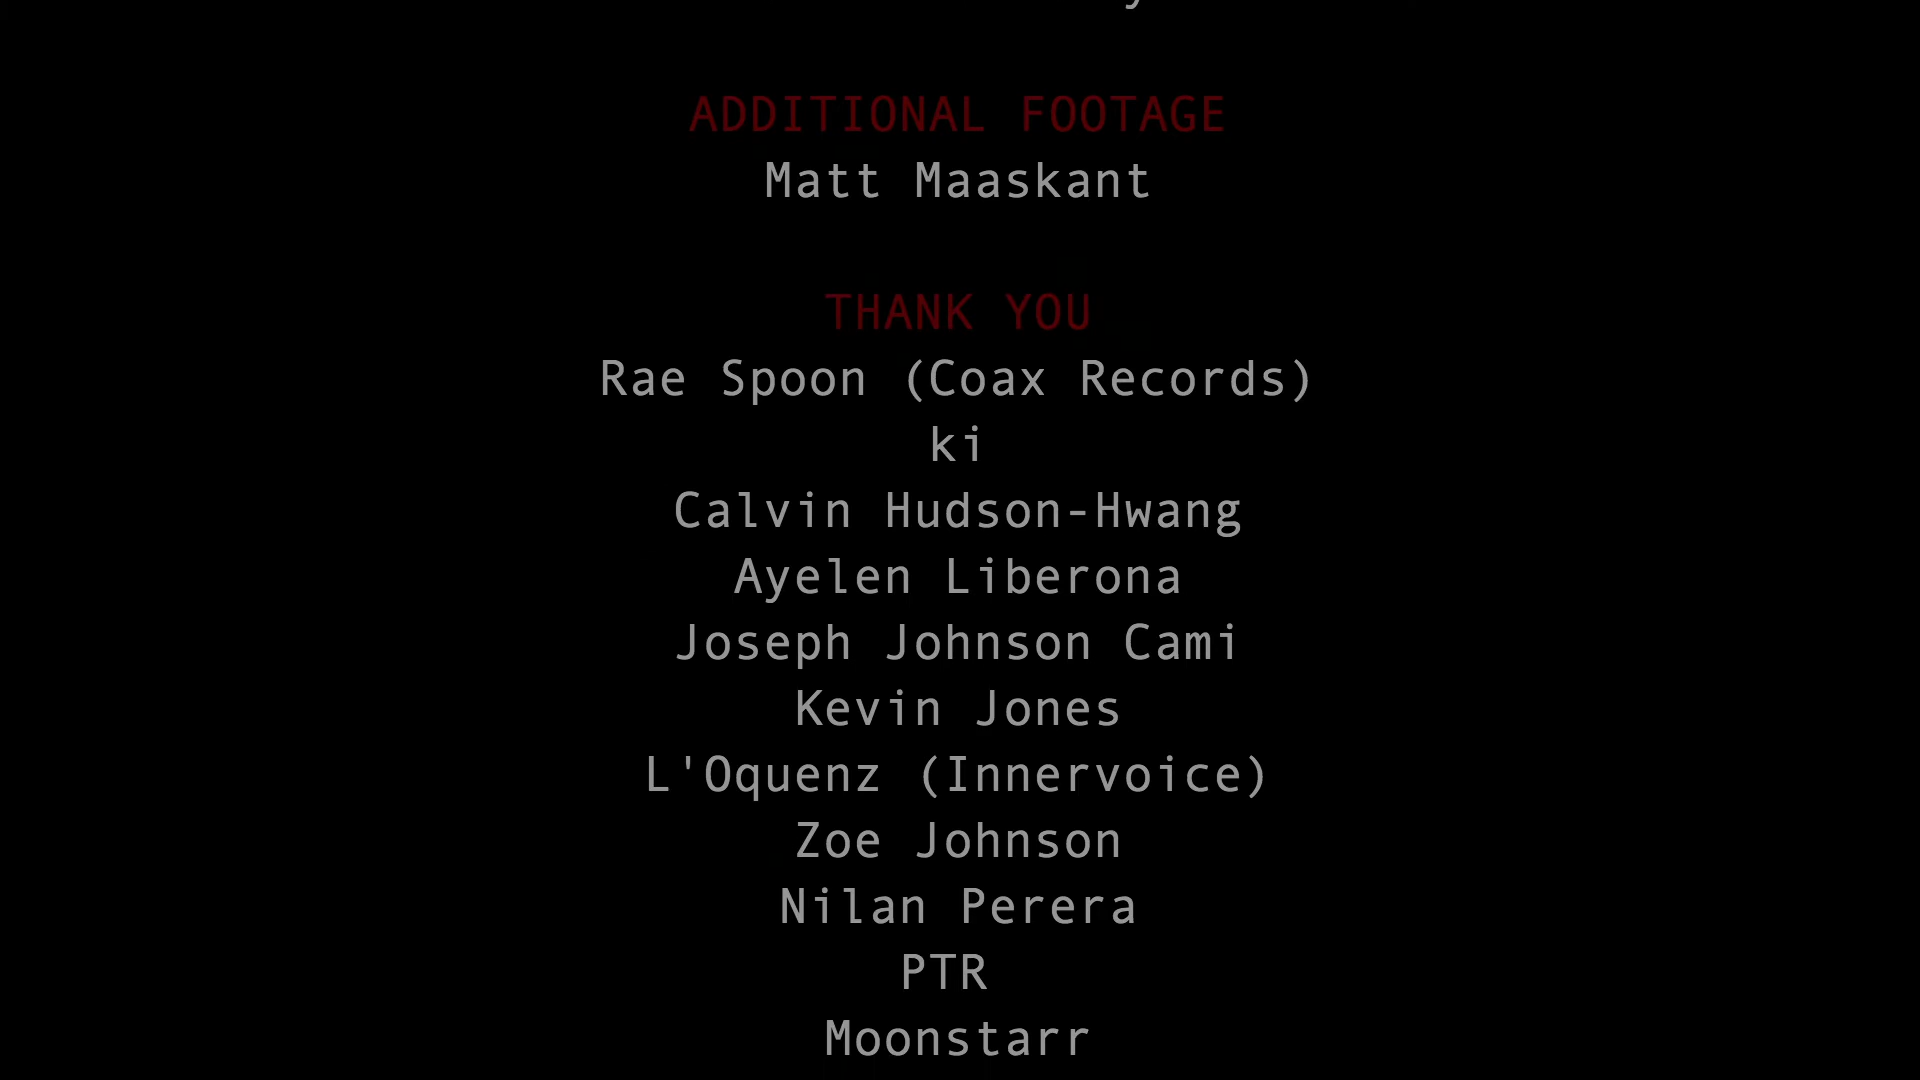 ADDITIONAL FOOTAGE
Matt Maaskant
THANK YOU
Rae Spoon (Coax Records)
ki
Calvin Hudson-Hwang
Ayelen Liberona
Joseph Johnson Cami
Kevin Jones
L'Oquenz (Innervoice)
Zoe Johnson
Nilan Perera
PTR
Moonstarr